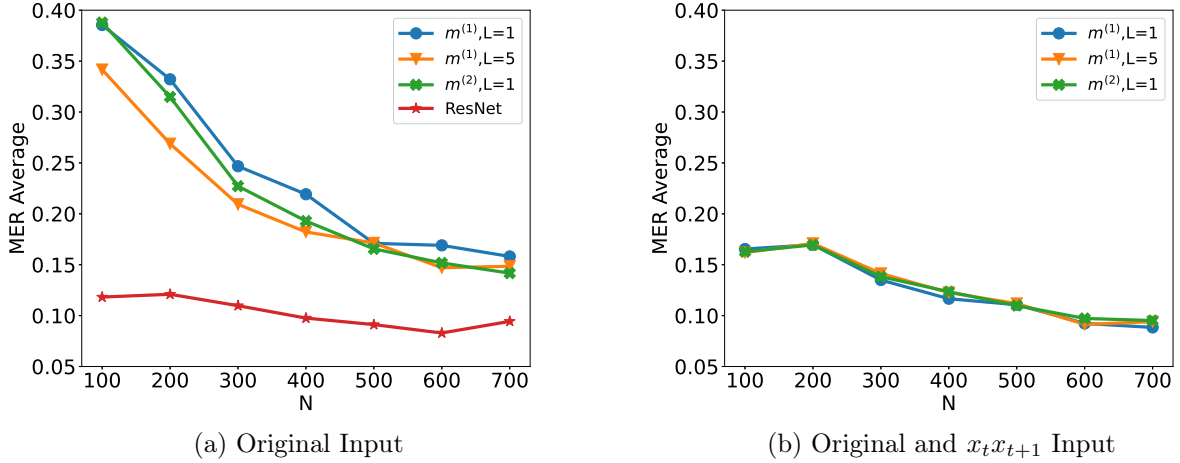 0.40
0.35
0.30
0.25
0.20
0.15
0.10
0.05
MER Average
100 200 300 400 500 600 700
N
m^(1),L=1
m^(1),L=5
m^(2),L=1
ResNet
(a) Original Input
0.40
0.35
0.30
0.25
0.20
0.15
0.10
0.05
MER Average
100 200 300 400 500 600 700
N
m^(1),L=1
m^(1),L=5
m^(2),L=1
(b) Original and x_t x_{t+1} Input